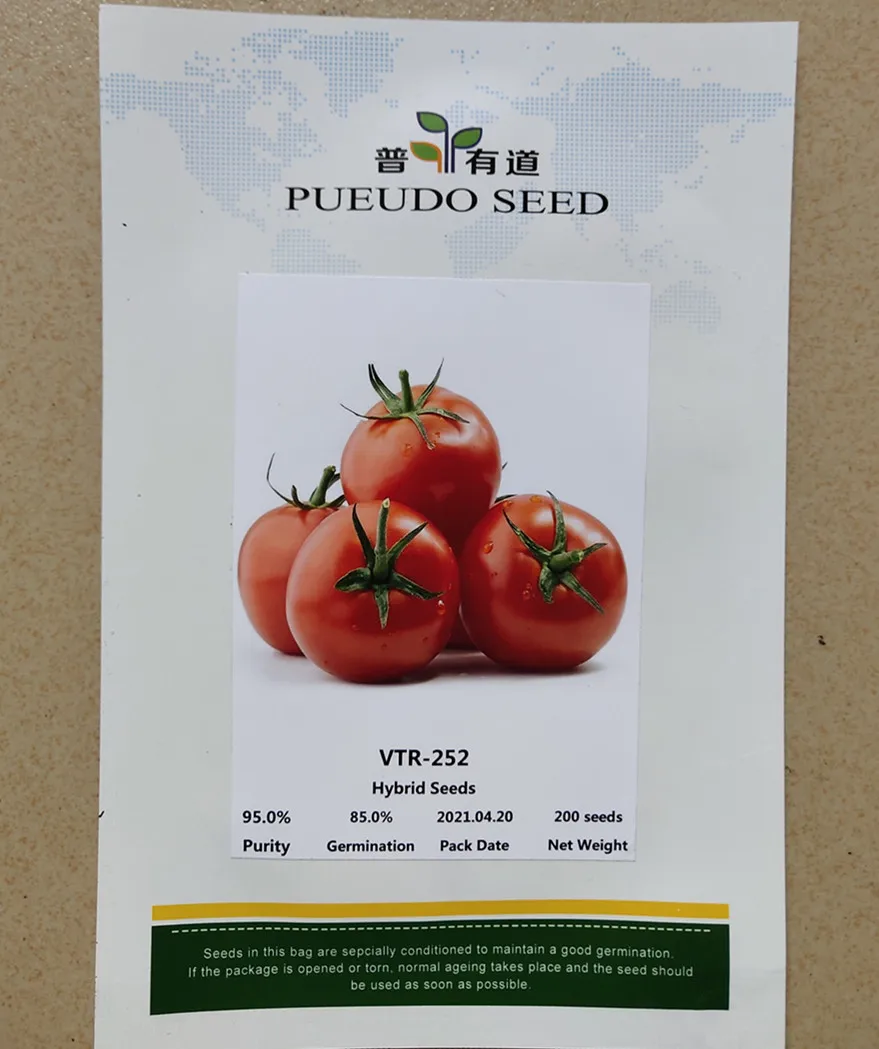 普有道
PUEUDO SEED
VTR-252
Hybrid Seeds
95.0% 85.0% 2021.04.20 200 seeds
Purity Germination Pack Date Net Weight
Seeds in this bag are sepcially conditioned to maintain a good germination.
If the package is opened or torn, normal ageing takes place and the seed should
be used as soon as possible.